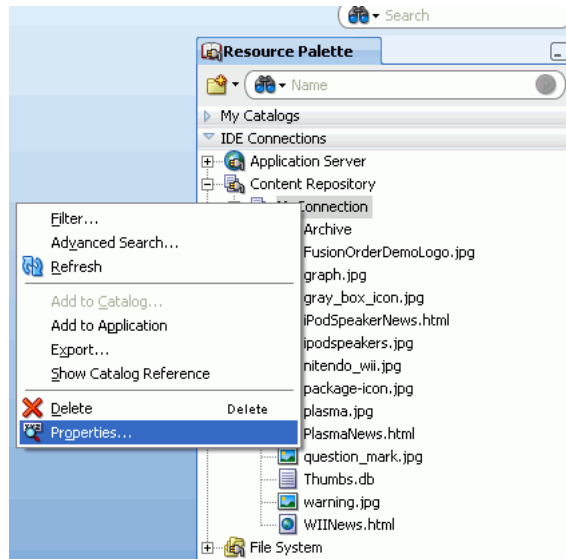 Search
Resource Palette
Name
My Catalogs
IDE Connections
Application Server
Content Repository
Connection
Archive
FusionOrderDemoLogo.jpg
graph.jpg
gray_box_icon.jpg
iPodSpeakerNews.html
ipodspeakers.jpg
nitendo_wii.jpg
package-icon.jpg
plasma.jpg
PlasmaNews.html
question_mark.jpg
Thumbs.db
warning.jpg
WIINews.html
File System
Filter...
Advanced Search...
Refresh
Add to Catalog...
Add to Application
Export...
Show Catalog Reference
Delete Delete
Properties...